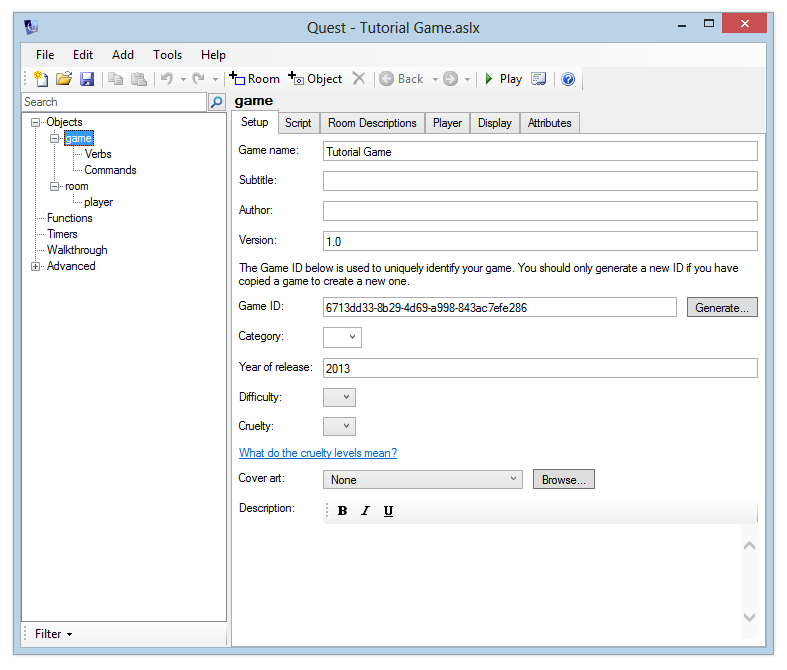 Quest - Tutorial Game.aslx
File Edit Add Tools Help
Room Object Back Play
Search
Objects
game
Verbs
Commands
room
player
Functions
Timers
Walkthrough
Advanced
Filter
game
Setup Script Room Descriptions Player Display Attributes
Game name: Tutorial Game
Subtitle:
Author:
Version: 1.0
The Game ID below is used to uniquely identify your game. You should only generate a new ID if you have
copied a game to create a new one.
Game ID: 6713dd33-8b29-4d69-a998-843ac7efe286 Generate...
Category:
Year of release: 2013
Difficulty:
Cruelty:
What do the cruelty levels mean?
Cover art: None Browse...
Description: B I U